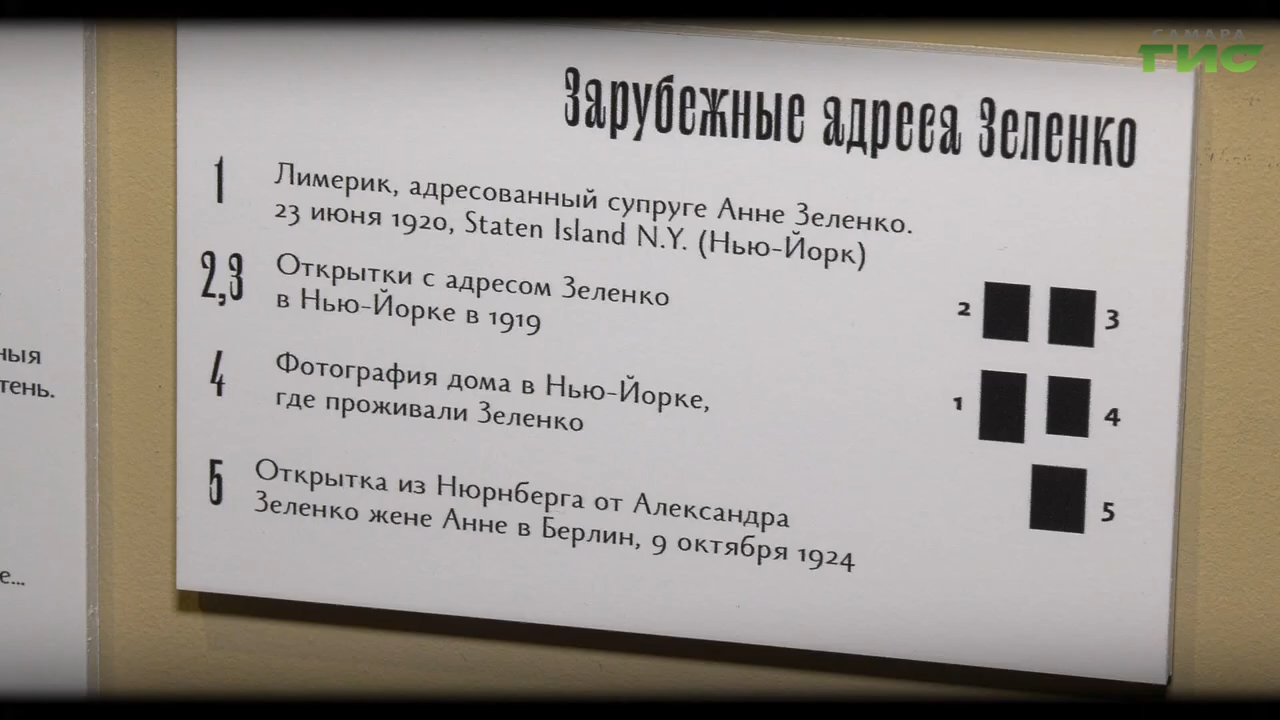 САМАРА
ГИС
Зарубежные адреса Зеленко
1 Лимерик, адресованный супруге Анне Зеленко.
23 июня 1920, Staten Island N.Y. (Нью-Йорк)
2,3 Открытки с адресом Зеленко
в Нью-Йорке в 1919
4 Фотография дома в Нью-Йорке,
где проживали Зеленко
5 Открытка из Нюрнберга от Александра
Зеленко жене Анне в Берлин, 9 октября 1924
2 3
1 4
5